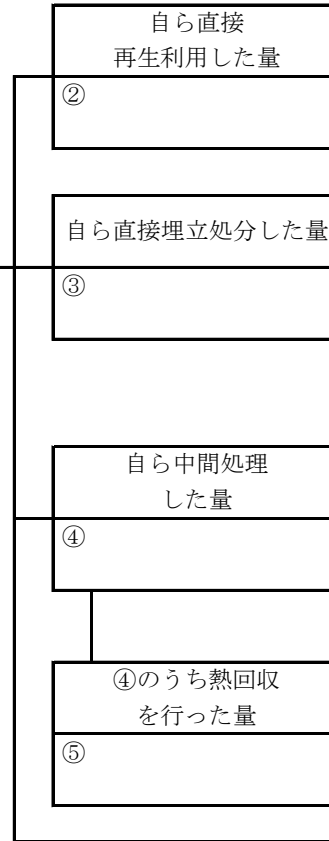 自ら直接
再生利用した量
②
自ら直接埋立処分した量
③
自ら中間処理
した量
④
④のうち熱回収
を行った量
⑤